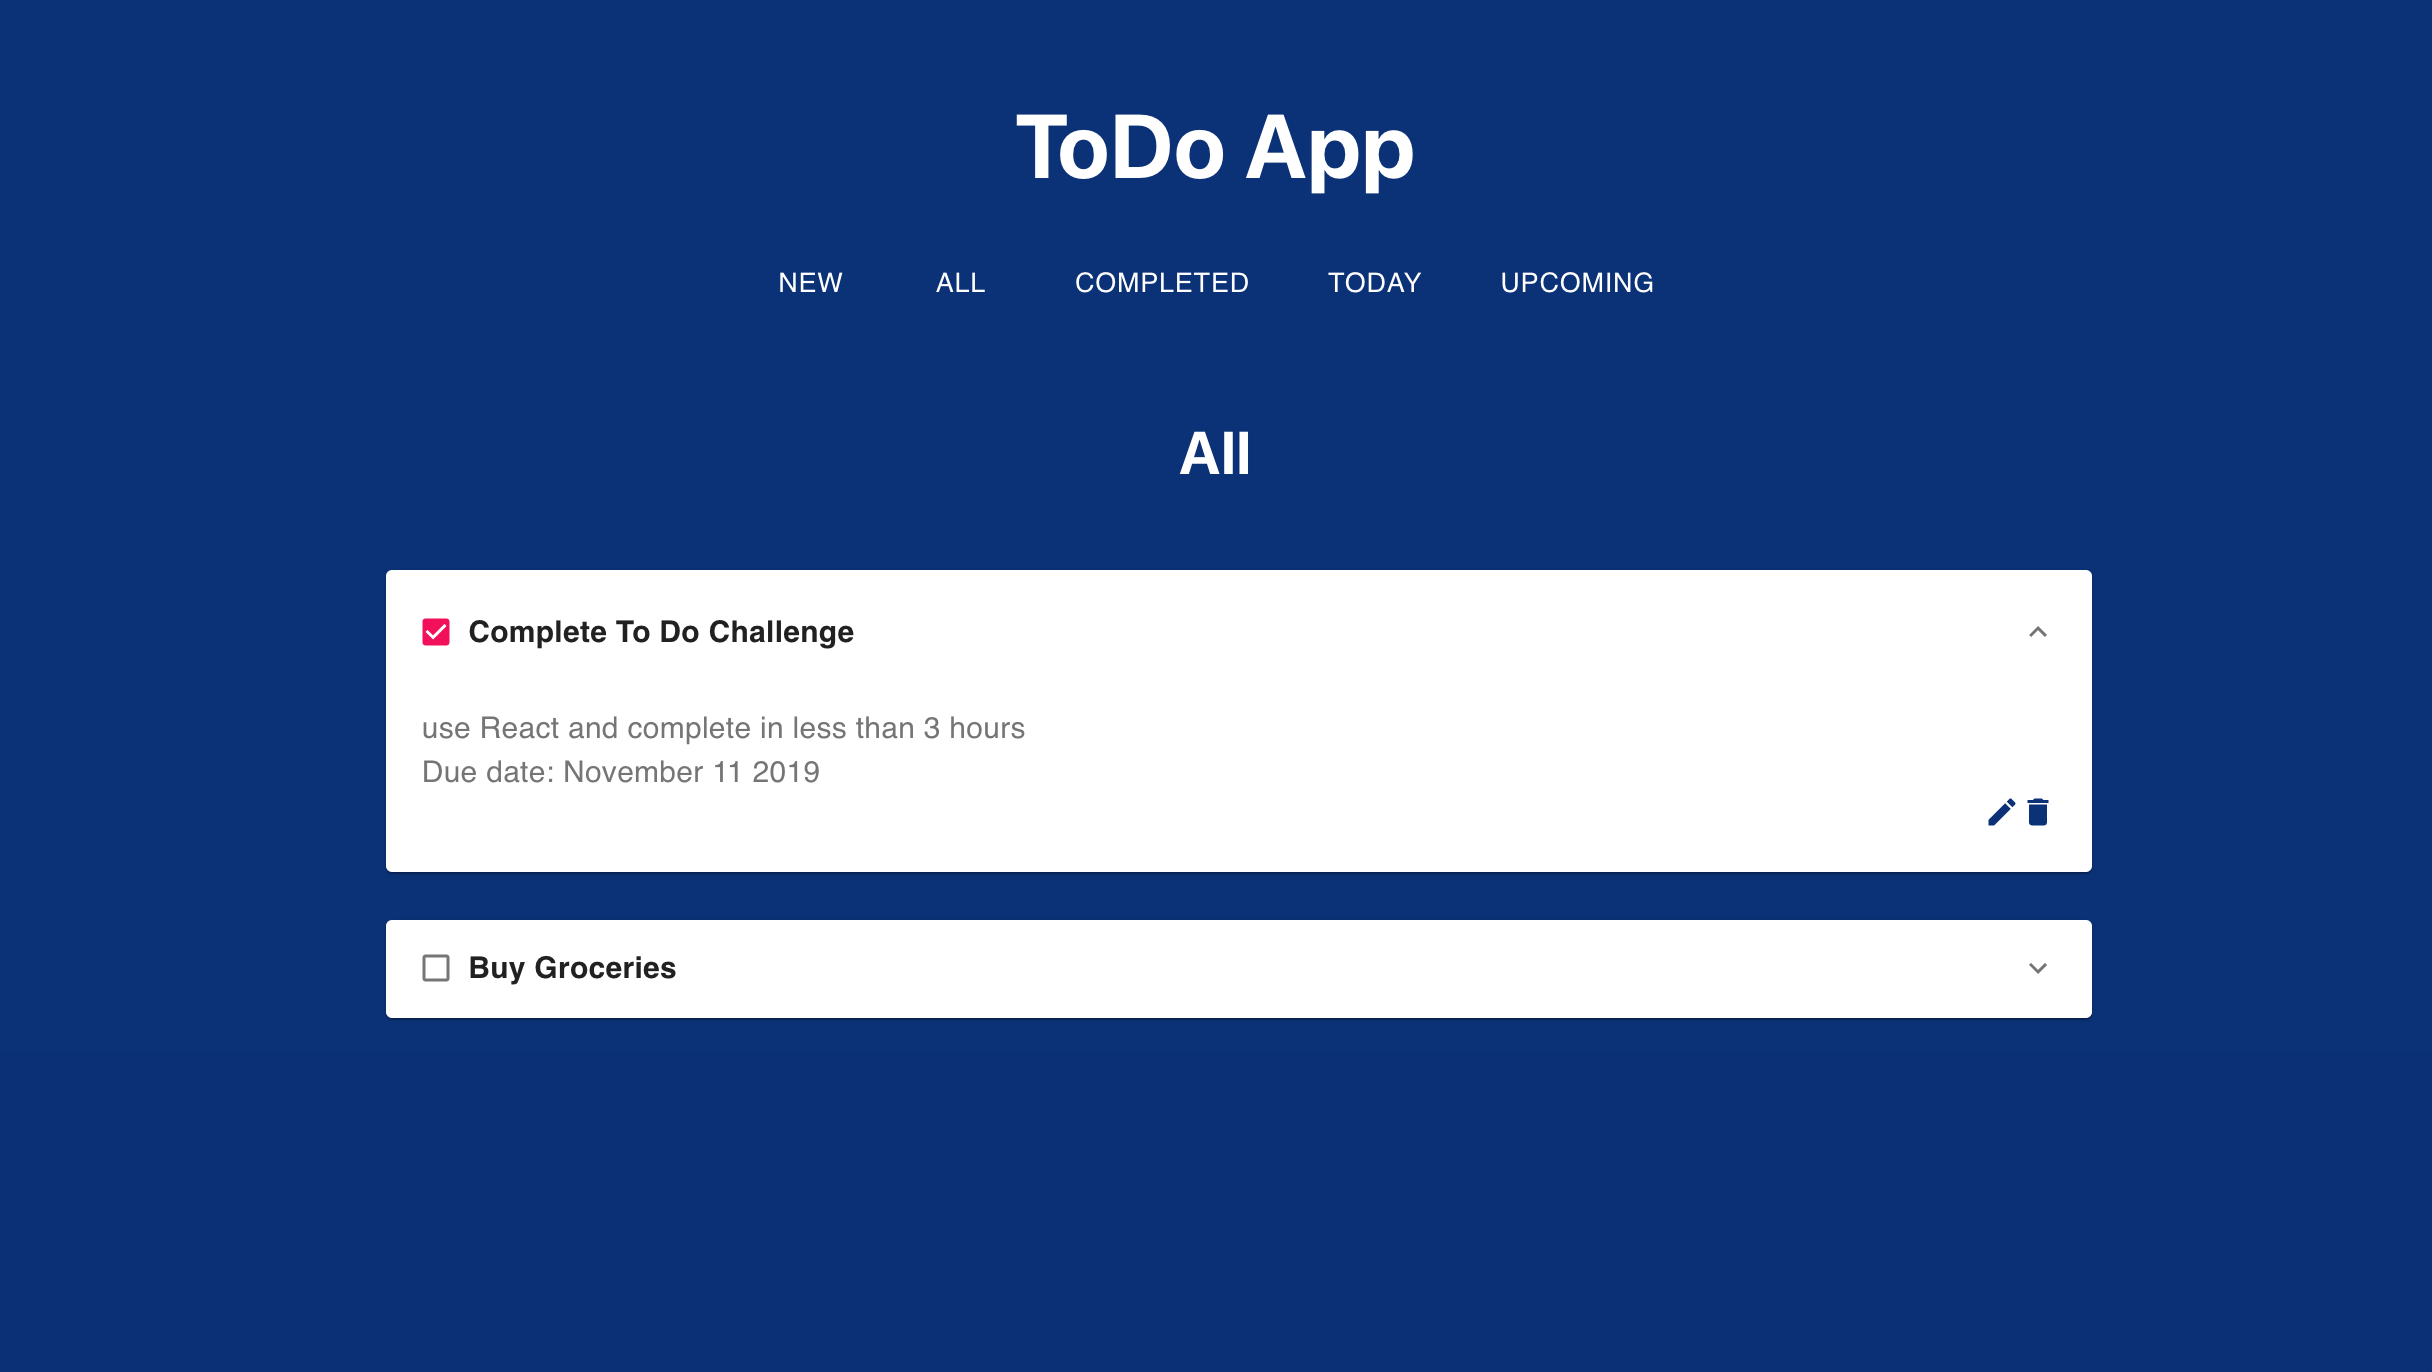 ToDo App
NEW ALL COMPLETED TODAY UPCOMING
All
Complete To Do Challenge
use React and complete in less than 3 hours
Due date: November 11 2019
Buy Groceries